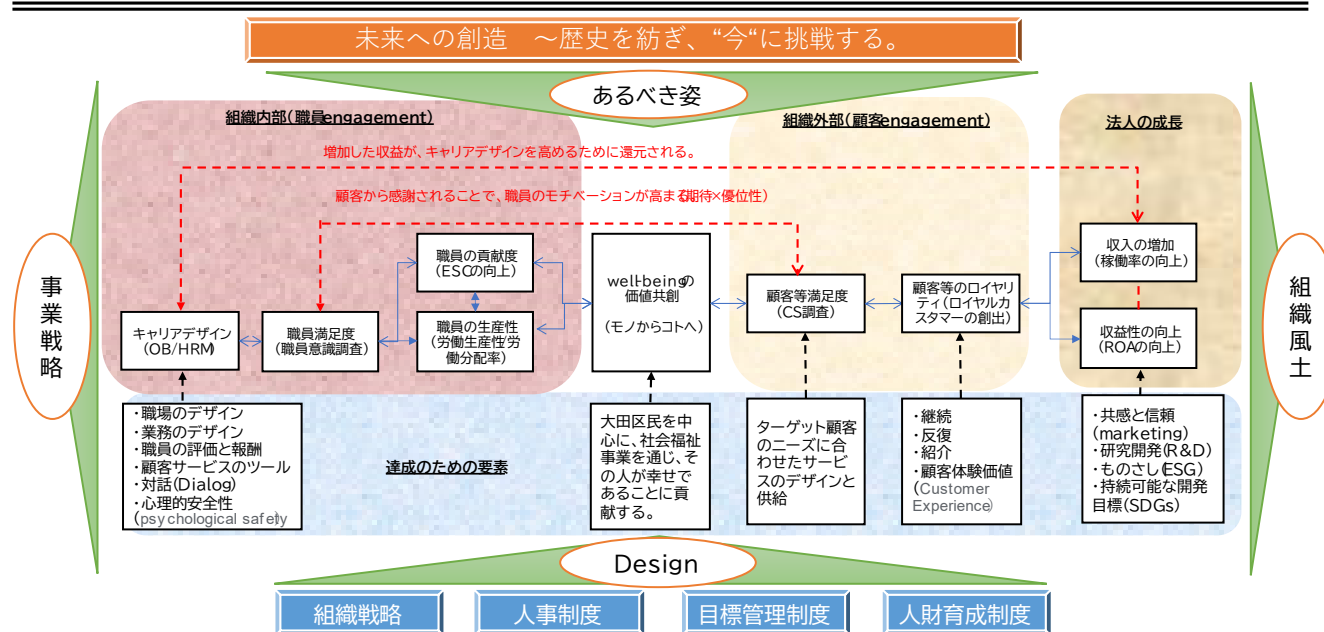 未来への創造　～歴史を紡ぎ、“今“に挑戦する。
あるべき姿
組織内部(職員engagement)
組織外部(顧客engagement)
法人の成長
増加した収益が、キャリアデザインを高めるために還元される。
顧客から感謝されることで、職員のモチベーションが高まる(期待×優位性)
事業戦略
組織風土
キャリアデザイン
(OB/HRM)
職員満足度
(職員意識調査)
職員の貢献度
(ESCの向上)
職員の生産性
(労働生産性/労
働分配率)
well-beingの
価値共創
(モノからコトへ)
顧客等満足度
(CS調査)
顧客等のロイヤリ
ティ(ロイヤルカ
スタマーの創出)
収入の増加
(稼働率の向上)
収益性の向上
(ROAの向上)
・職場のデザイン
・業務のデザイン
・職員の評価と報酬
・顧客サービスのツール
・対話(Dialog)
・心理的安全性
(psychological safety)
達成のための要素
大田区民を中
心に、社会福祉
事業を通じ、そ
の人が幸せで
あることに貢
献する。
ターゲット顧客
のニーズに合
わせたサービ
スのデザインと
供給
・継続
・反復
・紹介
・顧客体験価値
(Customer
Experience)
・共感と信頼
(marketing)
・研究開発(R&D)
・ものさし(ESG)
・持続可能な開発
目標(SDGs)
Design
組織戦略
人事制度
目標管理制度
人財育成制度